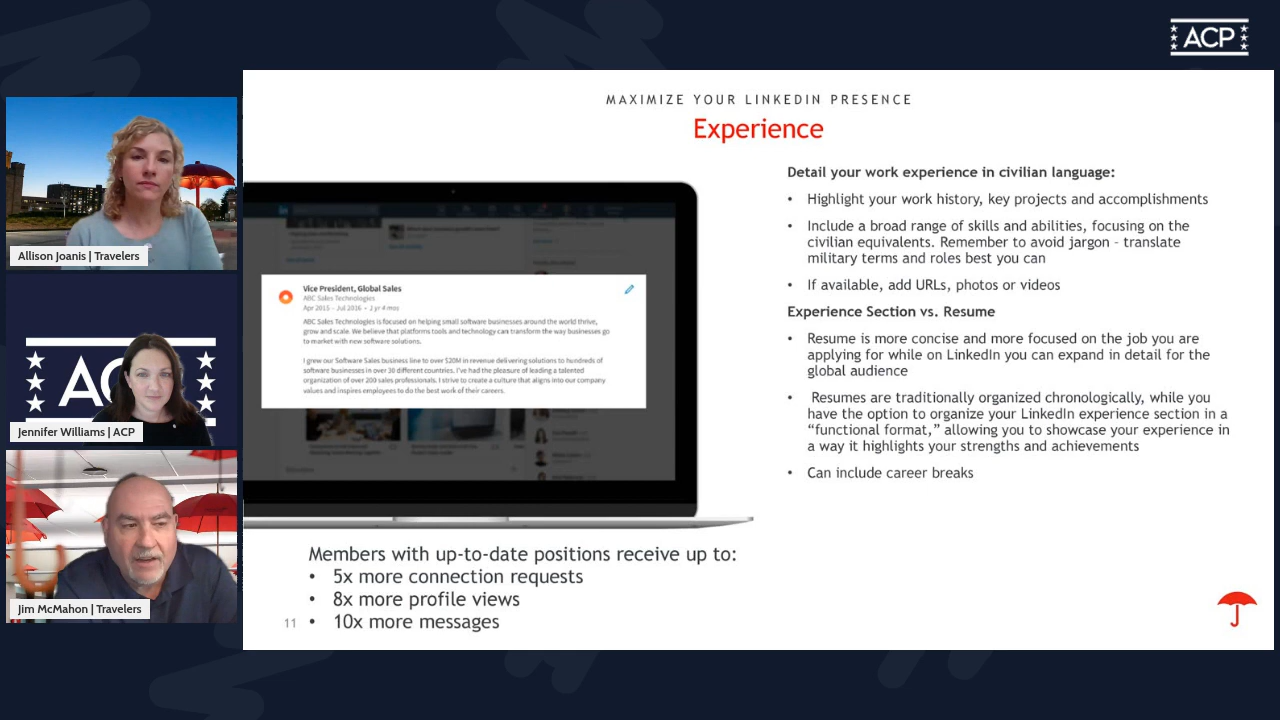 ACP
MAXIMIZE YOUR LINKEDIN PRESENCE
Experience
Allison Joanis | Travelers
AC
Jennifer Williams | ACP
Jim McMahon | Travelers
Vice President, Global Sales
ABC Sales Technologies
Apr 2015 – Jul 2016 • 2 yr 4 mos
ABC Sales Technologies is focused on helping small software businesses around the world thrive,
grow and scale. We believe that platforms tools and technology can transform the way businesses go
to market with new software solutions.
I grew our Software Sales business line to over $20M in revenue delivering solutions to hundreds of
software businesses in over 30 different countries. I've had the pleasure of leading a talented
organization of over 200 sales professionals. I strive to create a culture that aligns into our company
values and inspires employees to do the best work of their careers.
Members with up-to-date positions receive up to:
• 5x more connection requests
• 8x more profile views
• 10x more messages
11
Detail your work experience in civilian language:
• Highlight your work history, key projects and accomplishments
• Include a broad range of skills and abilities, focusing on the
civilian equivalents. Remember to avoid jargon – translate
military terms and roles best you can
• If available, add URLs, photos or videos
Experience Section vs. Resume
• Resume is more concise and more focused on the job you are
applying for while on LinkedIn you can expand in detail for the
global audience
• Resumes are traditionally organized chronologically, while you
have the option to organize your LinkedIn experience section in a
“functional format,” allowing you to showcase your experience in
a way it highlights your strengths and achievements
• Can include career breaks